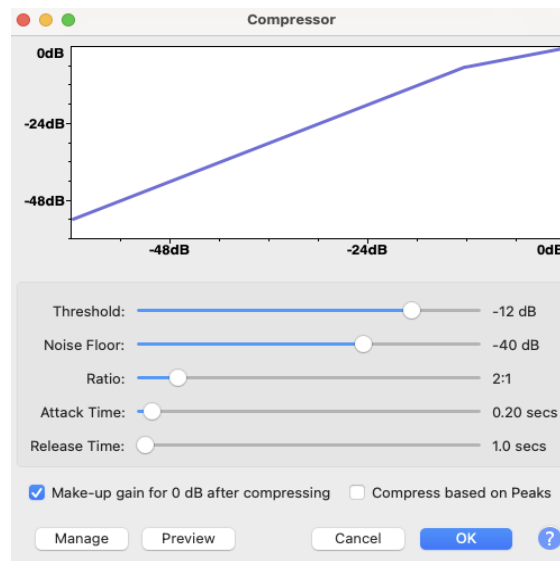 Compressor
0dB
-24dB
-48dB
-48dB -24dB 0dB
Threshold: -12 dB
Noise Floor: -40 dB
Ratio: 2:1
Attack Time: 0.20 secs
Release Time: 1.0 secs
Make-up gain for 0 dB after compressing Compress based on Peaks
Manage Preview Cancel OK ?